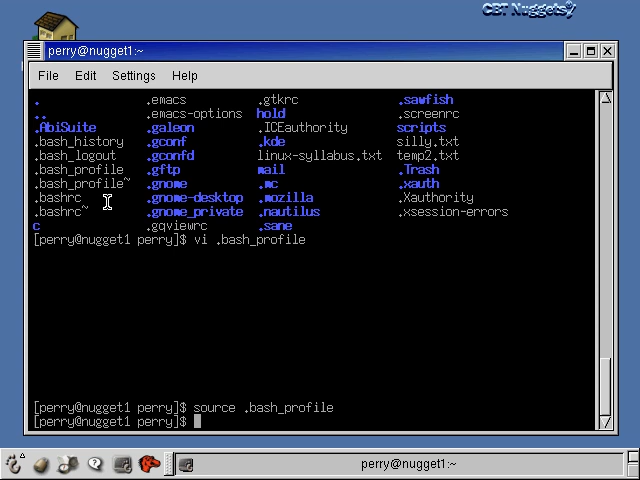 CBT Nuggets
perry@nugget1:~
File Edit Settings Help
. .emacs .gtkrc .sawfish
.. .emacs-options hold .screenrc
.AbiSuite .galeon .ICEauthority scripts
.bash_history .gconf .kde silly.txt
.bash_logout .gconfd linux-syllabus.txt temp2.txt
.bash_profile .gftp mail .Trash
.bash_profile~ .gnome .mc .xauth
.bashrc .gnome-desktop .mozilla .Xauthority
.bashrc~ .gnome_private .nautilus .xsession-errors
c .gqviewrc .sane
[perry@nugget1 perry]$ vi .bash_profile
[perry@nugget1 perry]$ source .bash_profile
[perry@nugget1 perry]$
perry@nugget1:~